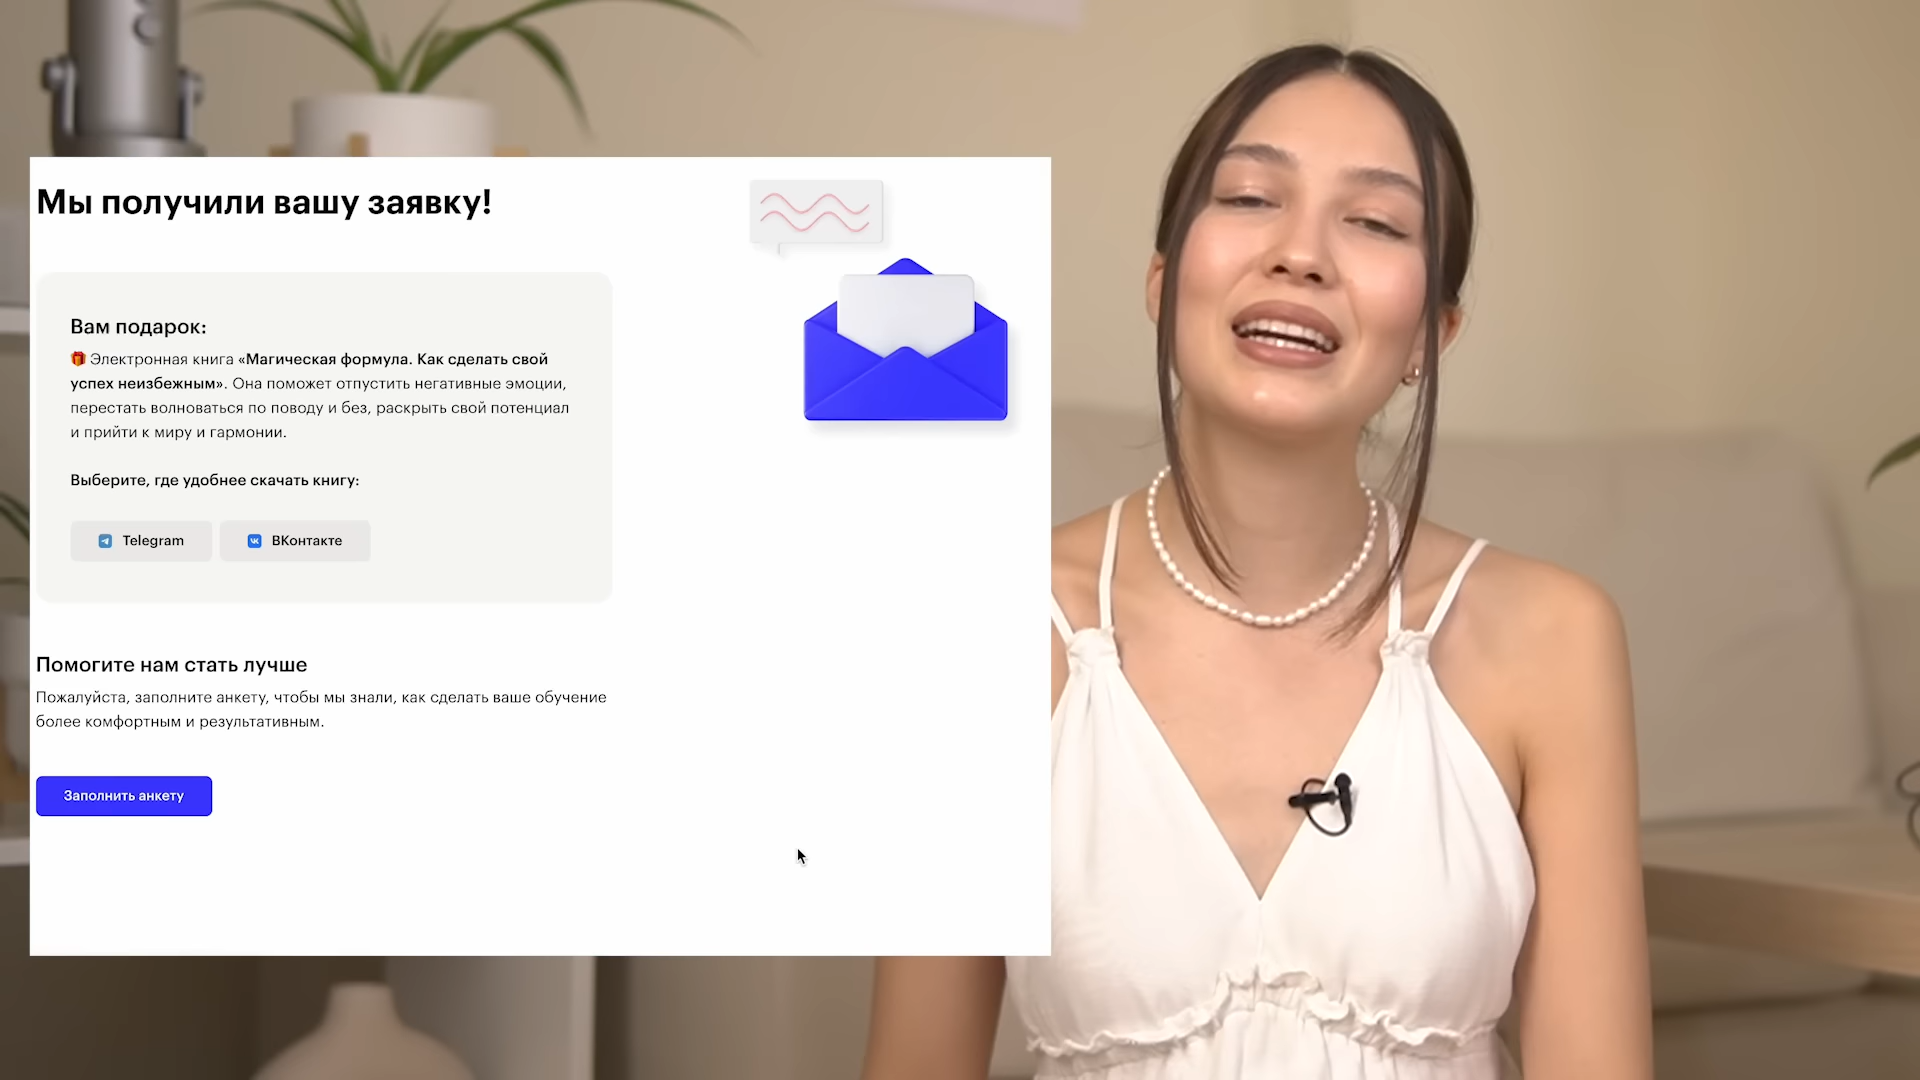 Мы получили вашу заявку!
Вам подарок:
🎁 Электронная книга «Магическая формула. Как сделать свой
успех неизбежным». Она поможет отпустить негативные эмоции,
перестать волноваться по поводу и без, раскрыть свой потенциал
и прийти к миру и гармонии.
Выберите, где удобнее скачать книгу:
Telegram
ВКонтакте
Помогите нам стать лучше
Пожалуйста, заполните анкету, чтобы мы знали, как сделать ваше обучение
более комфортным и результативным.
Заполнить анкету